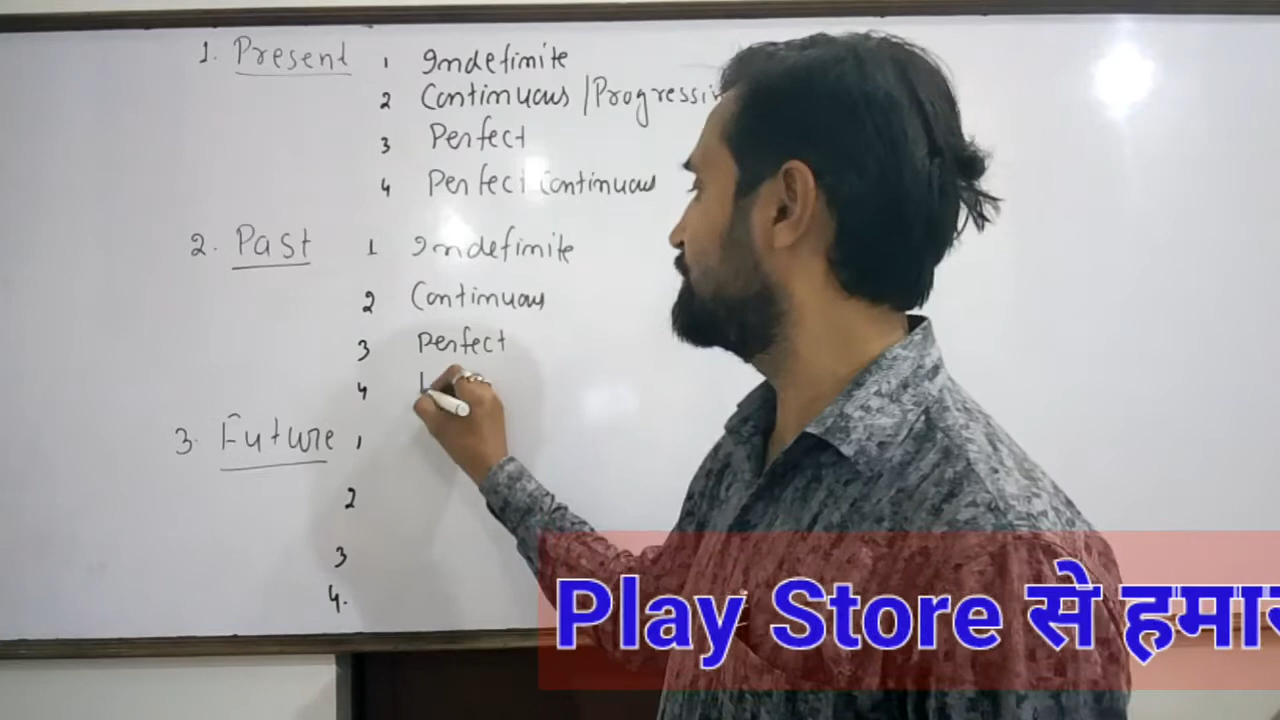 1. Present 1 Indefinite
2 Continuous / Progressiv
3 Perfect
4 Perfect Continuous
2. Past 1 Indefinite
2 Continuous
3 Perfect
4
3. Future 1
2
3
4.
Play Store से हमार